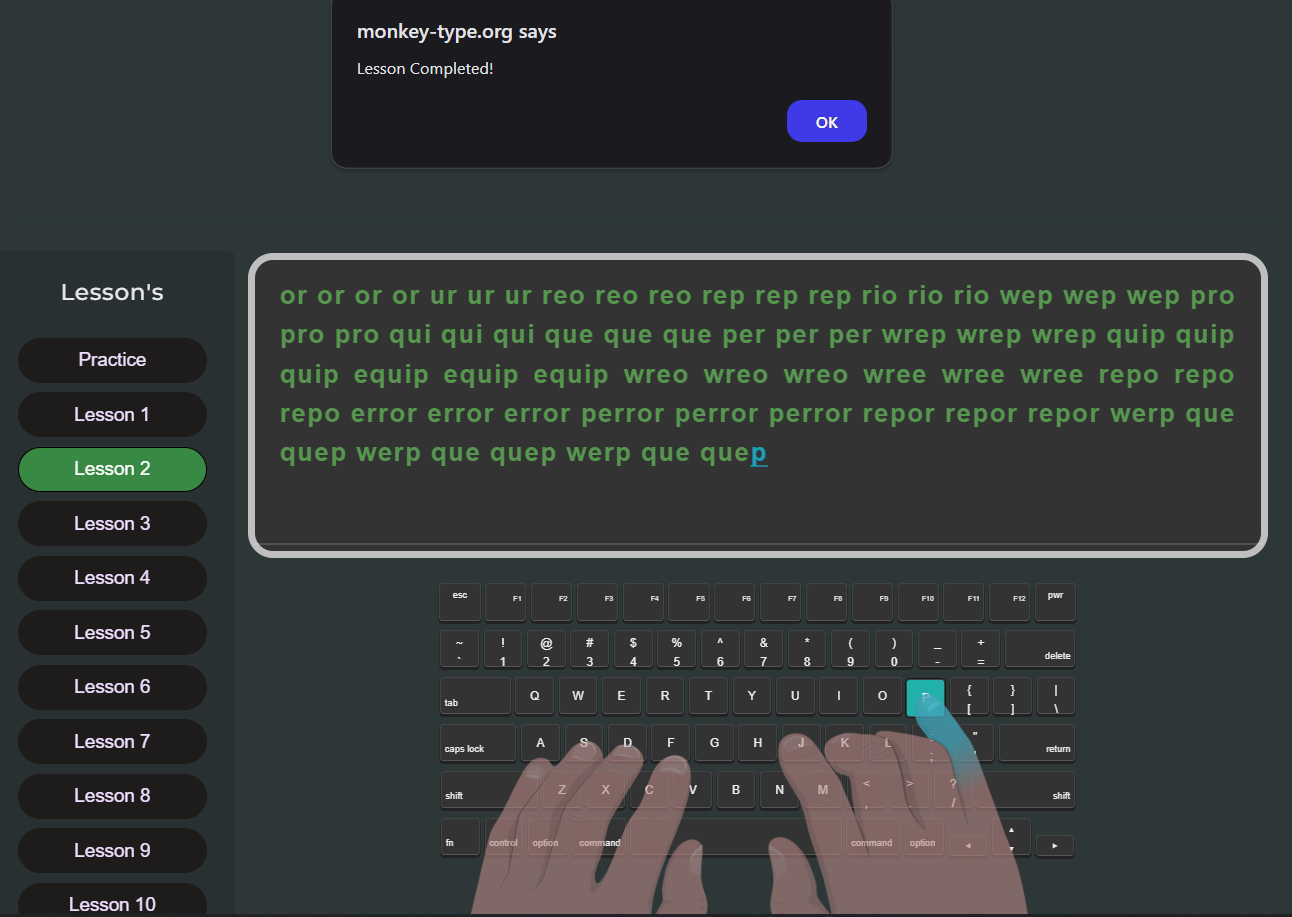 monkey-type.org says
Lesson Completed!
OK
Lesson's
Practice
Lesson 1
Lesson 2
Lesson 3
Lesson 4
Lesson 5
Lesson 6
Lesson 7
Lesson 8
Lesson 9
Lesson 10
or or or or ur ur ur reo reo reo rep rep rep rio rio rio wep wep wep pro
pro pro qui qui qui que que que per per per wrep wrep wrep quip quip
quip equip equip equip wreo wreo wreo wree wree wree repo repo
repo error error error perror perror perror repor repor repor werp que
quep werp que quep werp que quep
esc F1 F2 F3 F4 F5 F6 F7 F8 F9 F10 F11 F12 pwr
~ ! @ # $ % ^ & * ( ) _ +
` 1 2 3 4 5 6 7 8 9 0 - = delete
tab Q W E R T Y U I O P { } |
[ ] \
caps lock A S D F G H J K L : "
; ' return
shift Z X C V B N M < > ?
, . / shift
fn control option command command option ▲
◄ ▼ ►